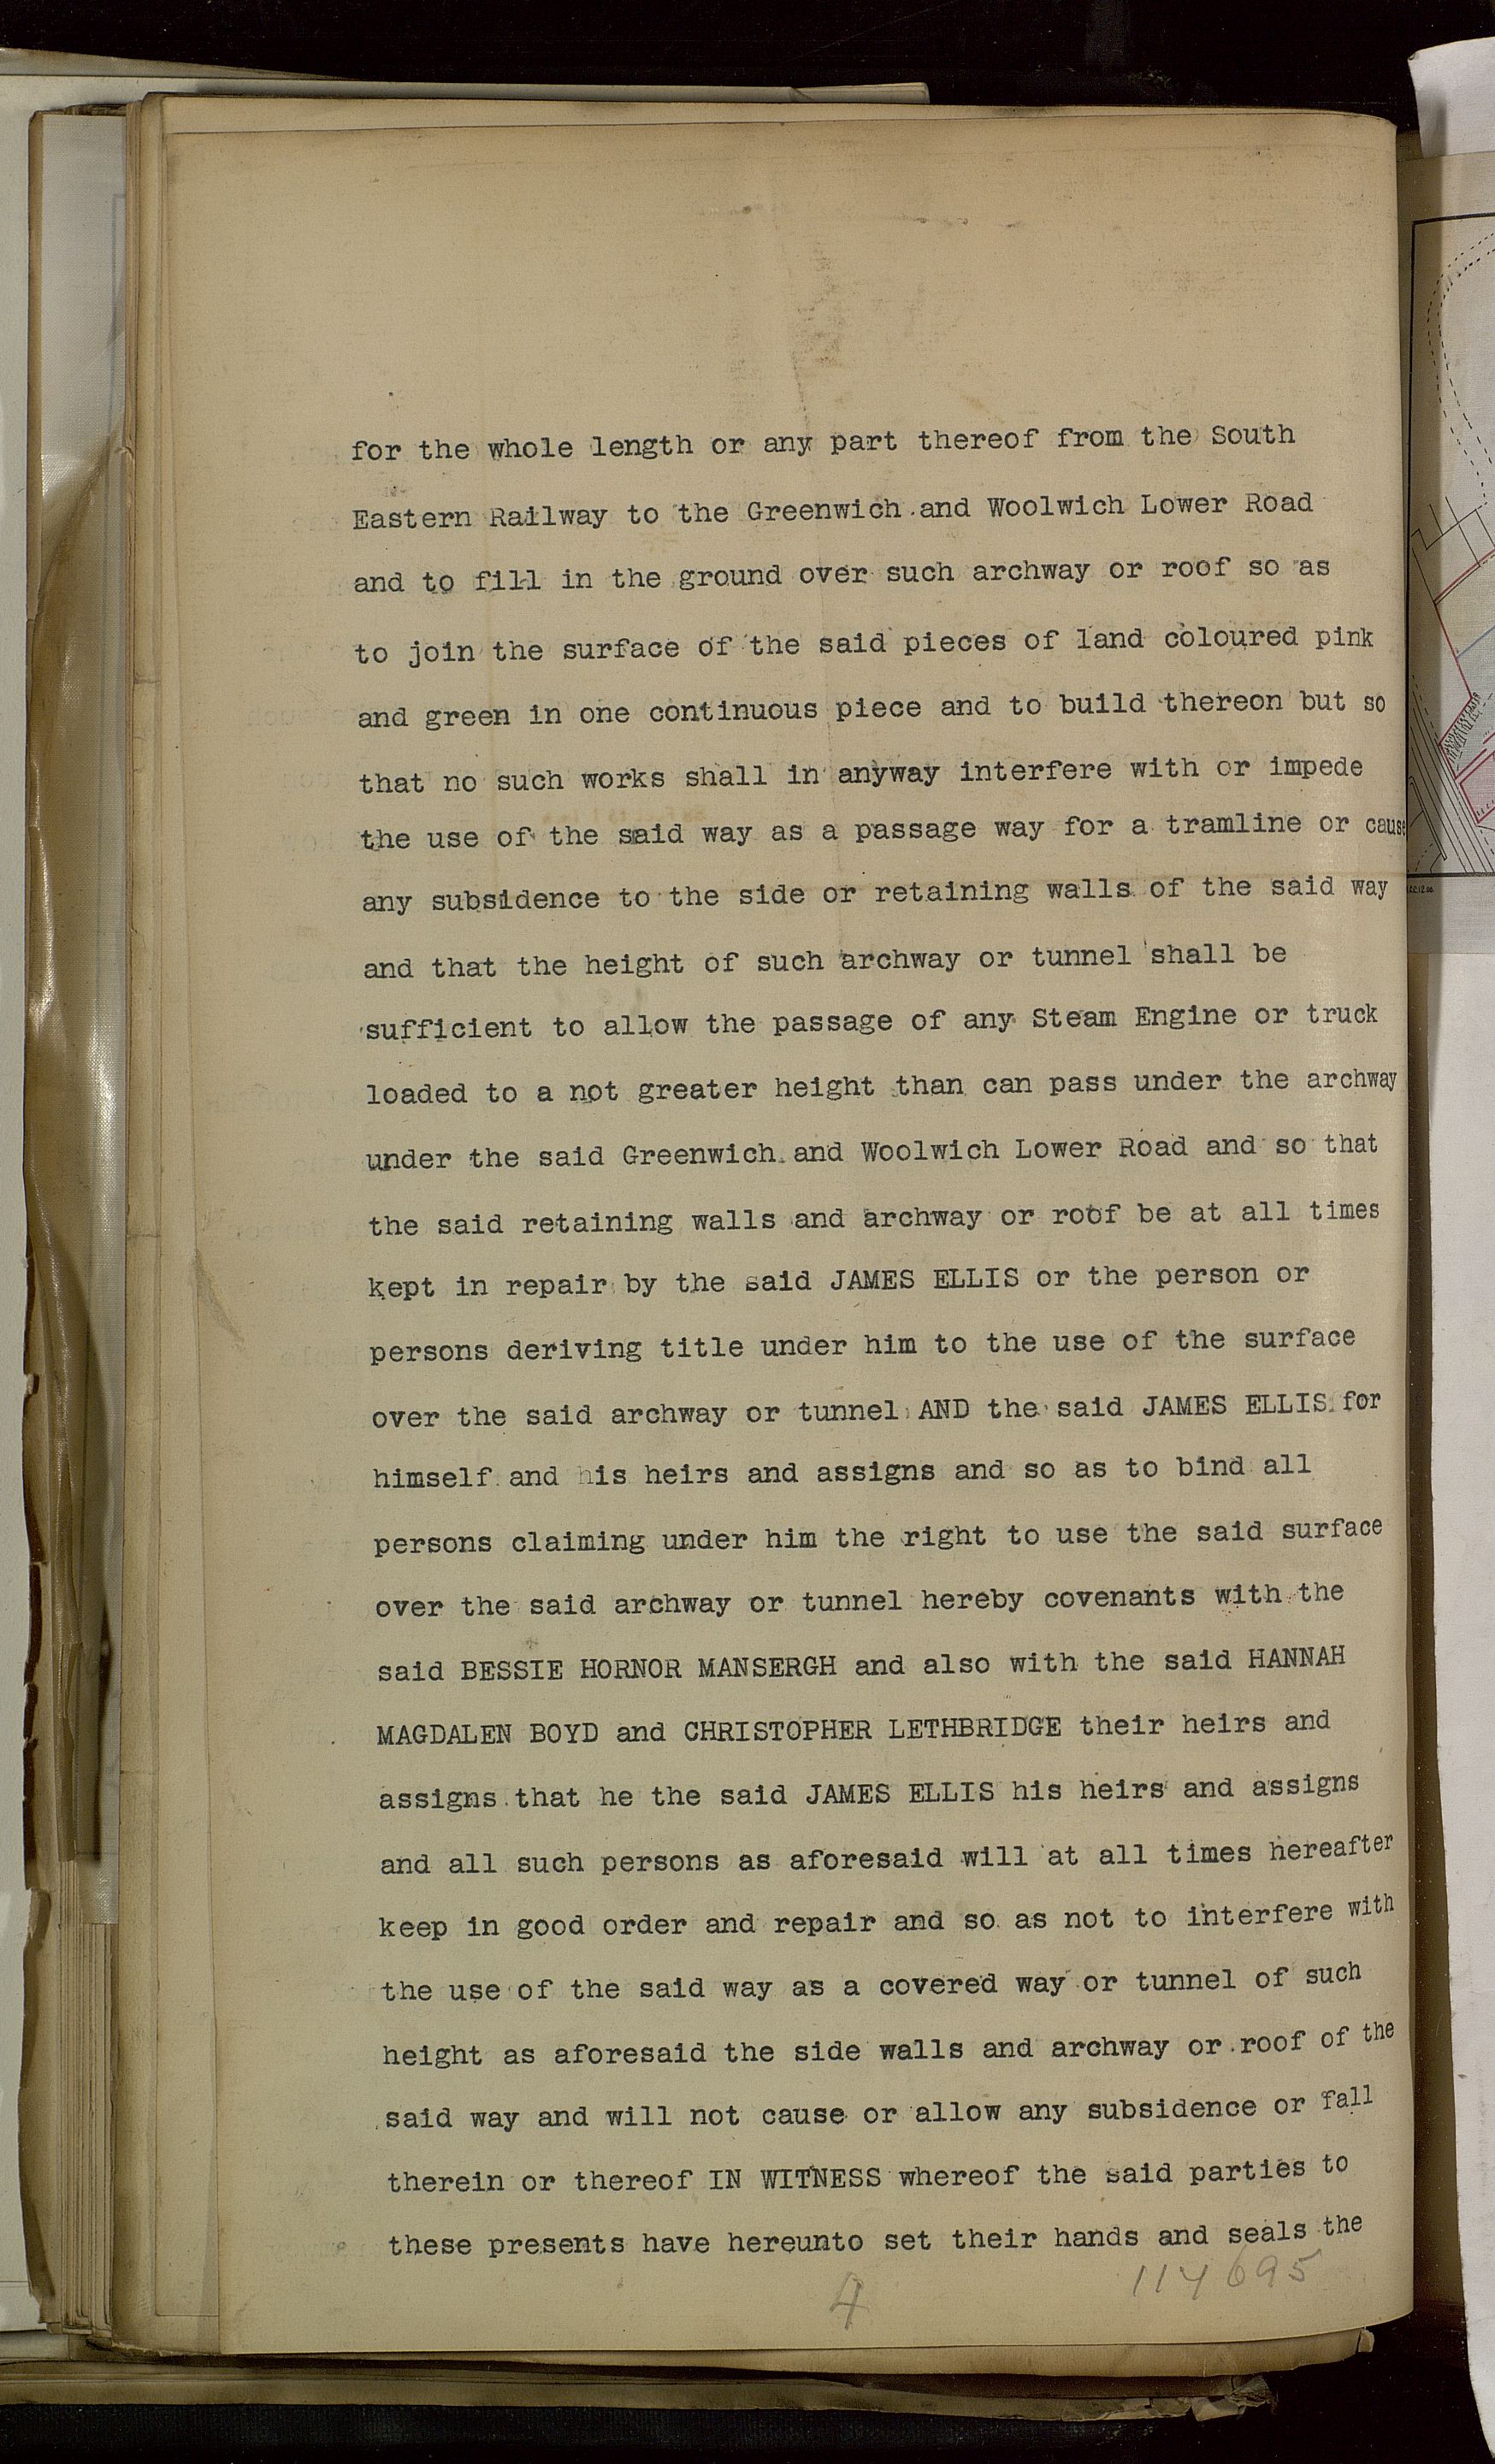 for the whole length or any part thereof from the South
Eastern Railway to the Greenwich and Woolwich Lower Road
and to fill in the ground over such archway or roof so as
to join the surface of the said pieces of land coloured pink
and green in one continuous piece and to build thereon but so
that no such works shall in anyway interfere with or impede
the use of the said way as a passage way for a tramline or cause
any subsidence to the side or retaining walls of the said way
and that the height of such archway or tunnel shall be
sufficient to allow the passage of any Steam Engine or truck
loaded to a not greater height than can pass under the archway
under the said Greenwich and Woolwich Lower Road and so that
the said retaining walls and archway or roof be at all times
kept in repair by the said JAMES ELLIS or the person or
persons deriving title under him to the use of the surface
over the said archway or tunnel AND the said JAMES ELLIS for
himself and his heirs and assigns and so as to bind all
persons claiming under him the right to use the said surface
over the said archway or tunnel hereby covenants with the
said BESSIE HORNOR MANSERGH and also with the said HANNAH
MAGDALEN BOYD and CHRISTOPHER LETHBRIDGE their heirs and
assigns that he the said JAMES ELLIS his heirs and assigns
and all such persons as aforesaid will at all times hereafter
keep in good order and repair and so as not to interfere with
the use of the said way as a covered way or tunnel of such
height as aforesaid the side walls and archway or roof of the
said way and will not cause or allow any subsidence or fall
therein or thereof IN WITNESS whereof the said parties to
these presents have hereunto set their hands and seals the
4
114695